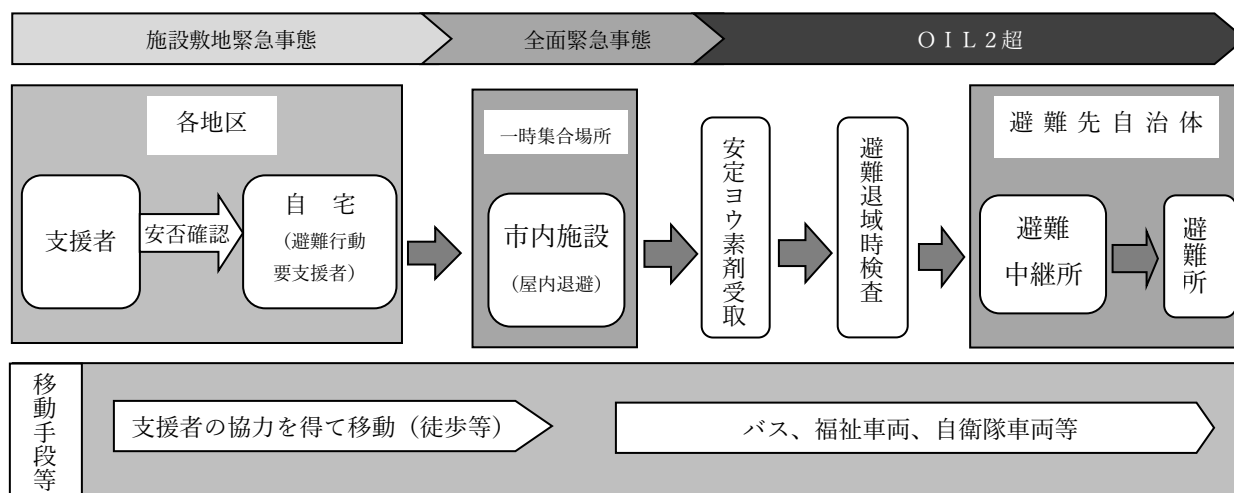 施設敷地緊急事態
全面緊急事態
ＯＩＬ２超
各地区
支援者
安否確認
自　宅
（避難行動
要支援者）
一時集合場所
市内施設
（屋内退避）
安定ヨウ素剤受取
避難退域時検査
避難先自治体
避難
中継所
避難所
移動手段等
支援者の協力を得て移動（徒歩等）
バス、福祉車両、自衛隊車両等